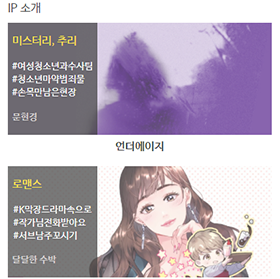 IP 소개
미스터리, 추리
#여성청소년과수사팀
#청소년마약범죄물
#손목만남은현장
문현경
언더에이지
로맨스
#K막장드라마속으로
#작가님전화받아요
#서브남주꼬시기
달달한 수박